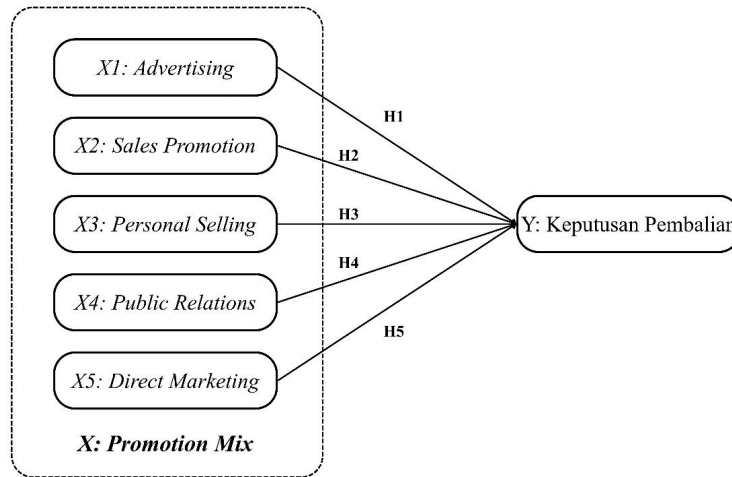 X1: Advertising
H1
X2: Sales Promotion
H2
X3: Personal Selling
H3
Y: Keputusan Pembalian
X4: Public Relations
H4
X5: Direct Marketing
H5
X: Promotion Mix